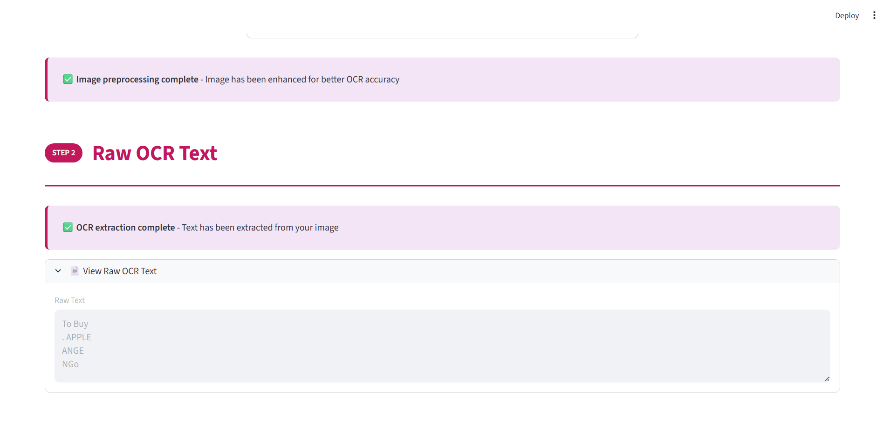 Deploy
✅ Image preprocessing complete - Image has been enhanced for better OCR accuracy
STEP 2 Raw OCR Text
✅ OCR extraction complete - Text has been extracted from your image
View Raw OCR Text
Raw Text
To Buy
. APPLE
ANGE
NGo